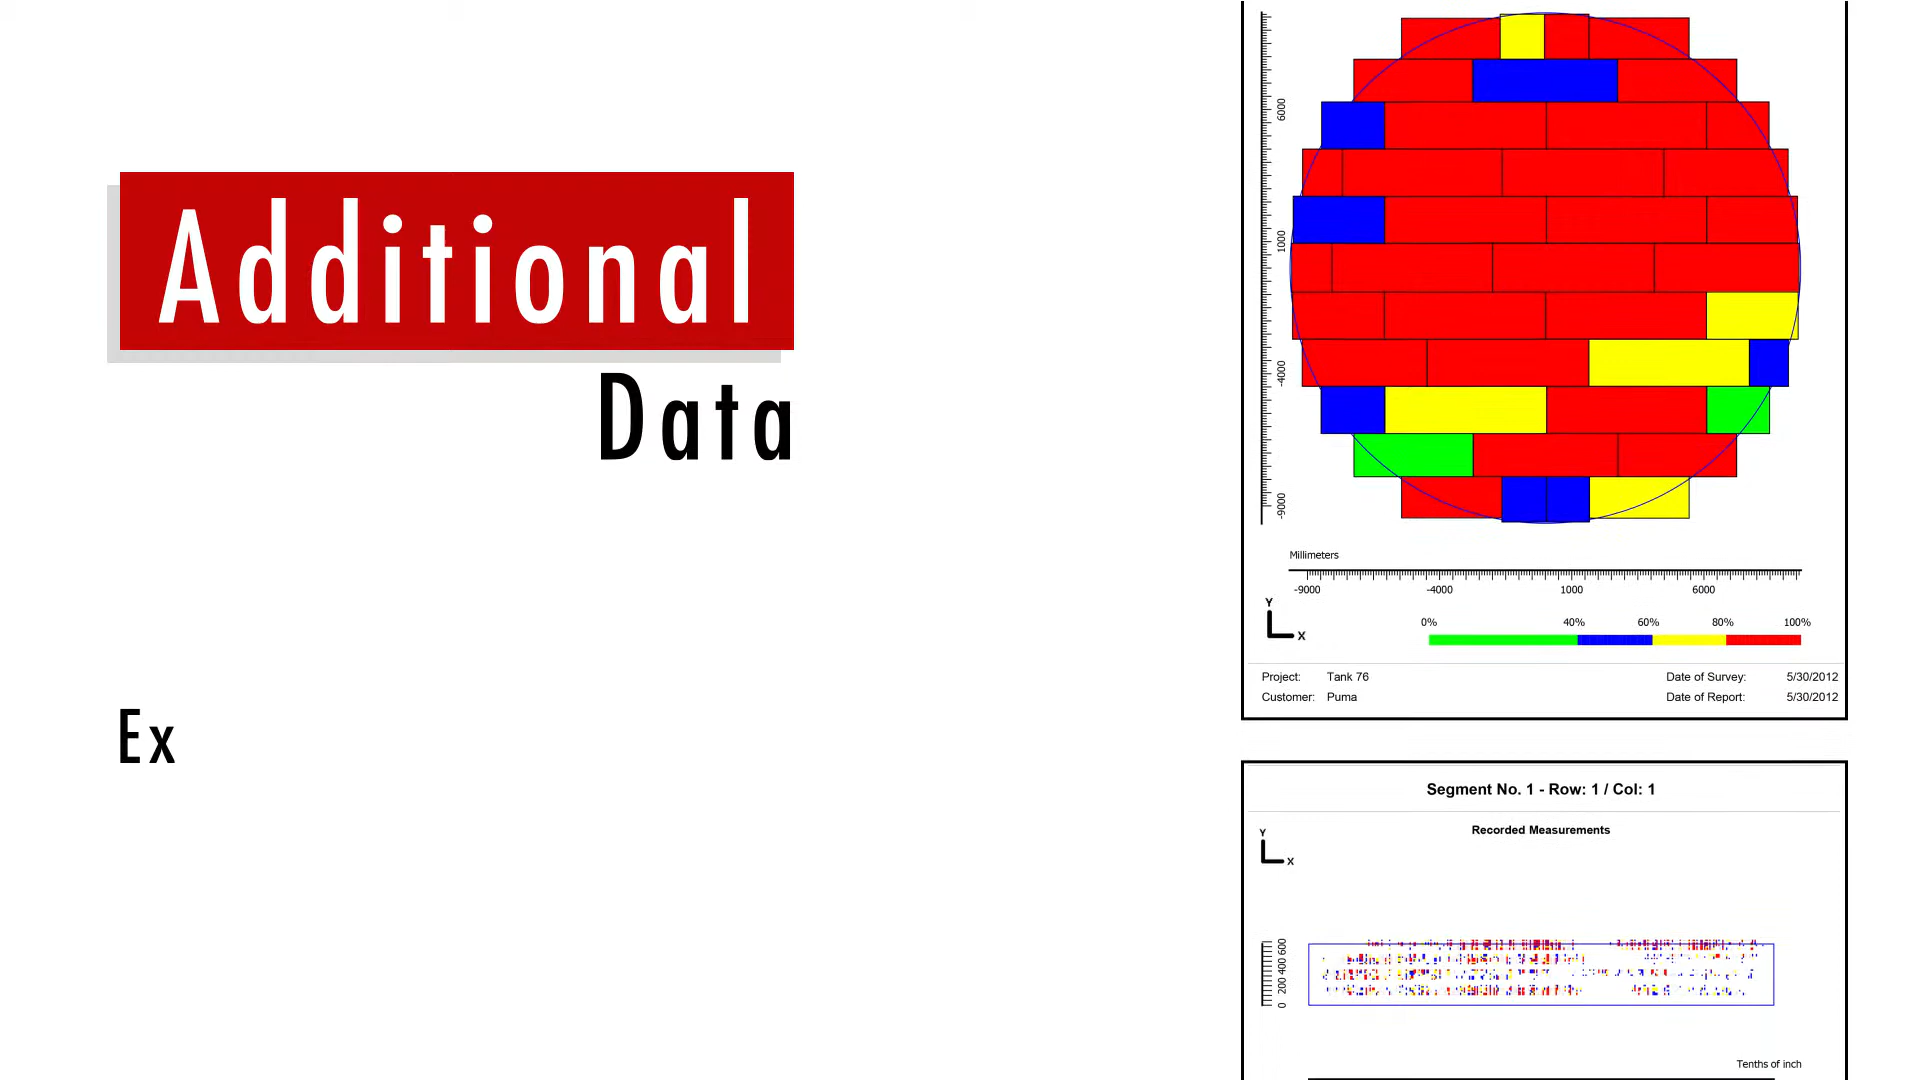 Additional
Data
Ex
6000
1000
-4000
-9000
Millimeters
-9000 -4000 1000 6000
Y
X
0% 40% 60% 80% 100%
Project: Tank 76 Date of Survey: 5/30/2012
Customer: Puma Date of Report: 5/30/2012
Segment No. 1 - Row: 1 / Col: 1
Recorded Measurements
Y
X
0 200 400 600
Tenths of inch